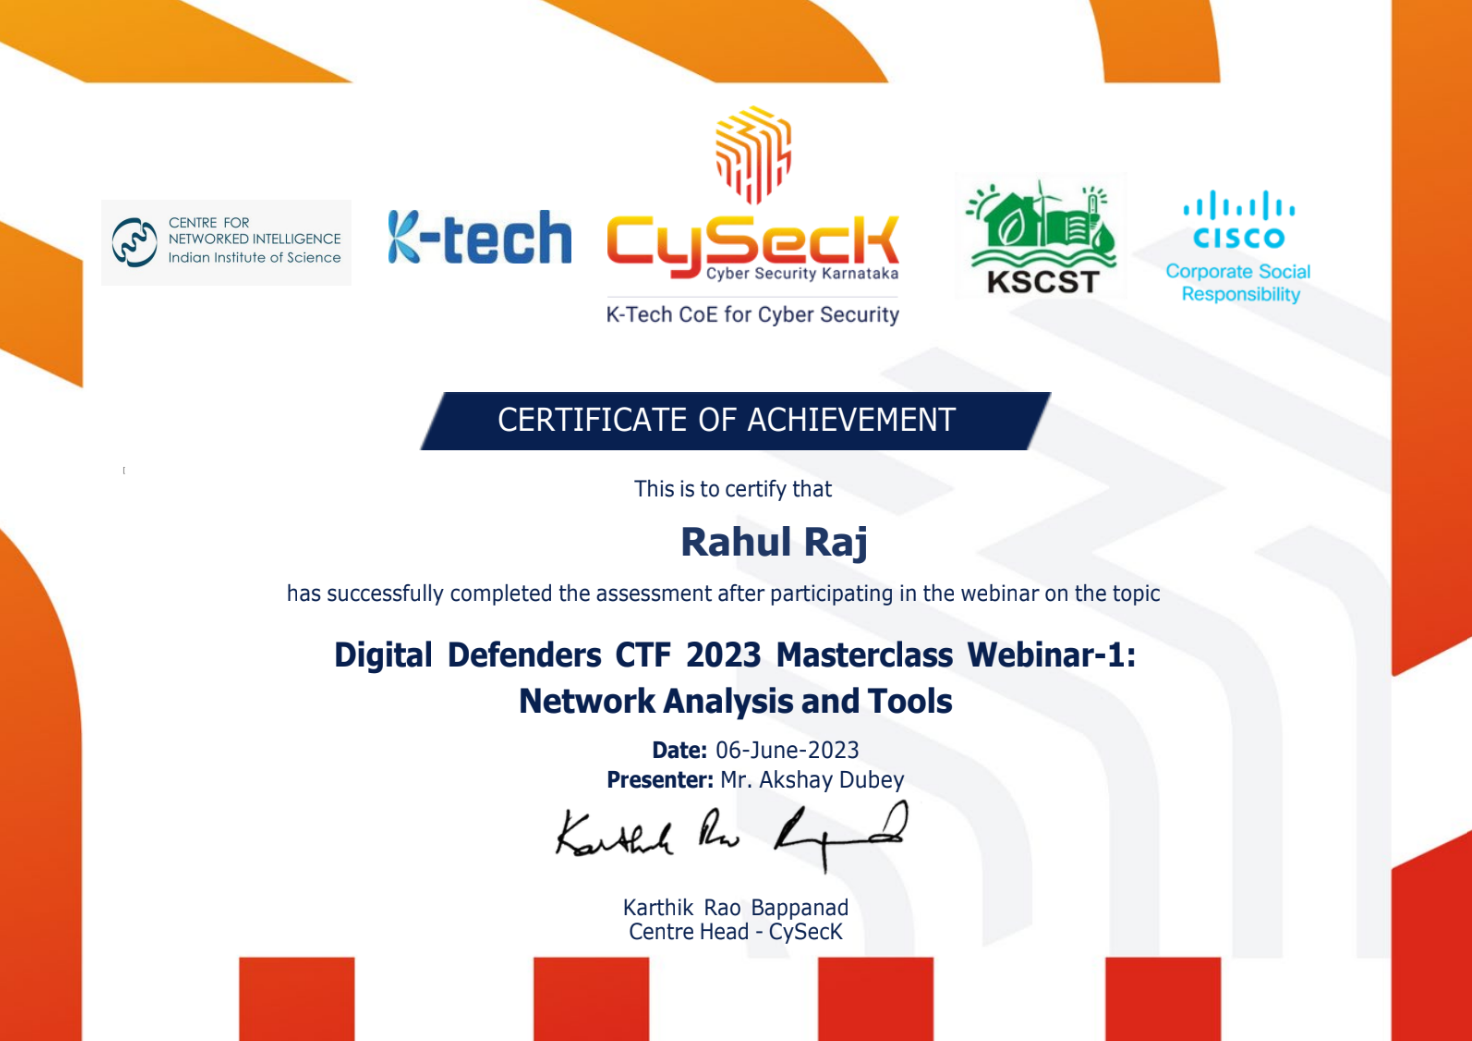 CENTRE FOR
NETWORKED INTELLIGENCE
Indian Institute of Science
K-tech
CySecK
Cyber Security Karnataka
K-Tech CoE for Cyber Security
KSCST
CISCO
Corporate Social
Responsibility
CERTIFICATE OF ACHIEVEMENT
This is to certify that
Rahul Raj
has successfully completed the assessment after participating in the webinar on the topic
Digital Defenders CTF 2023 Masterclass Webinar-1:
Network Analysis and Tools
Date: 06-June-2023
Presenter: Mr. Akshay Dubey
Karthik Rao
Karthik Rao Bappanad
Centre Head - CySecK